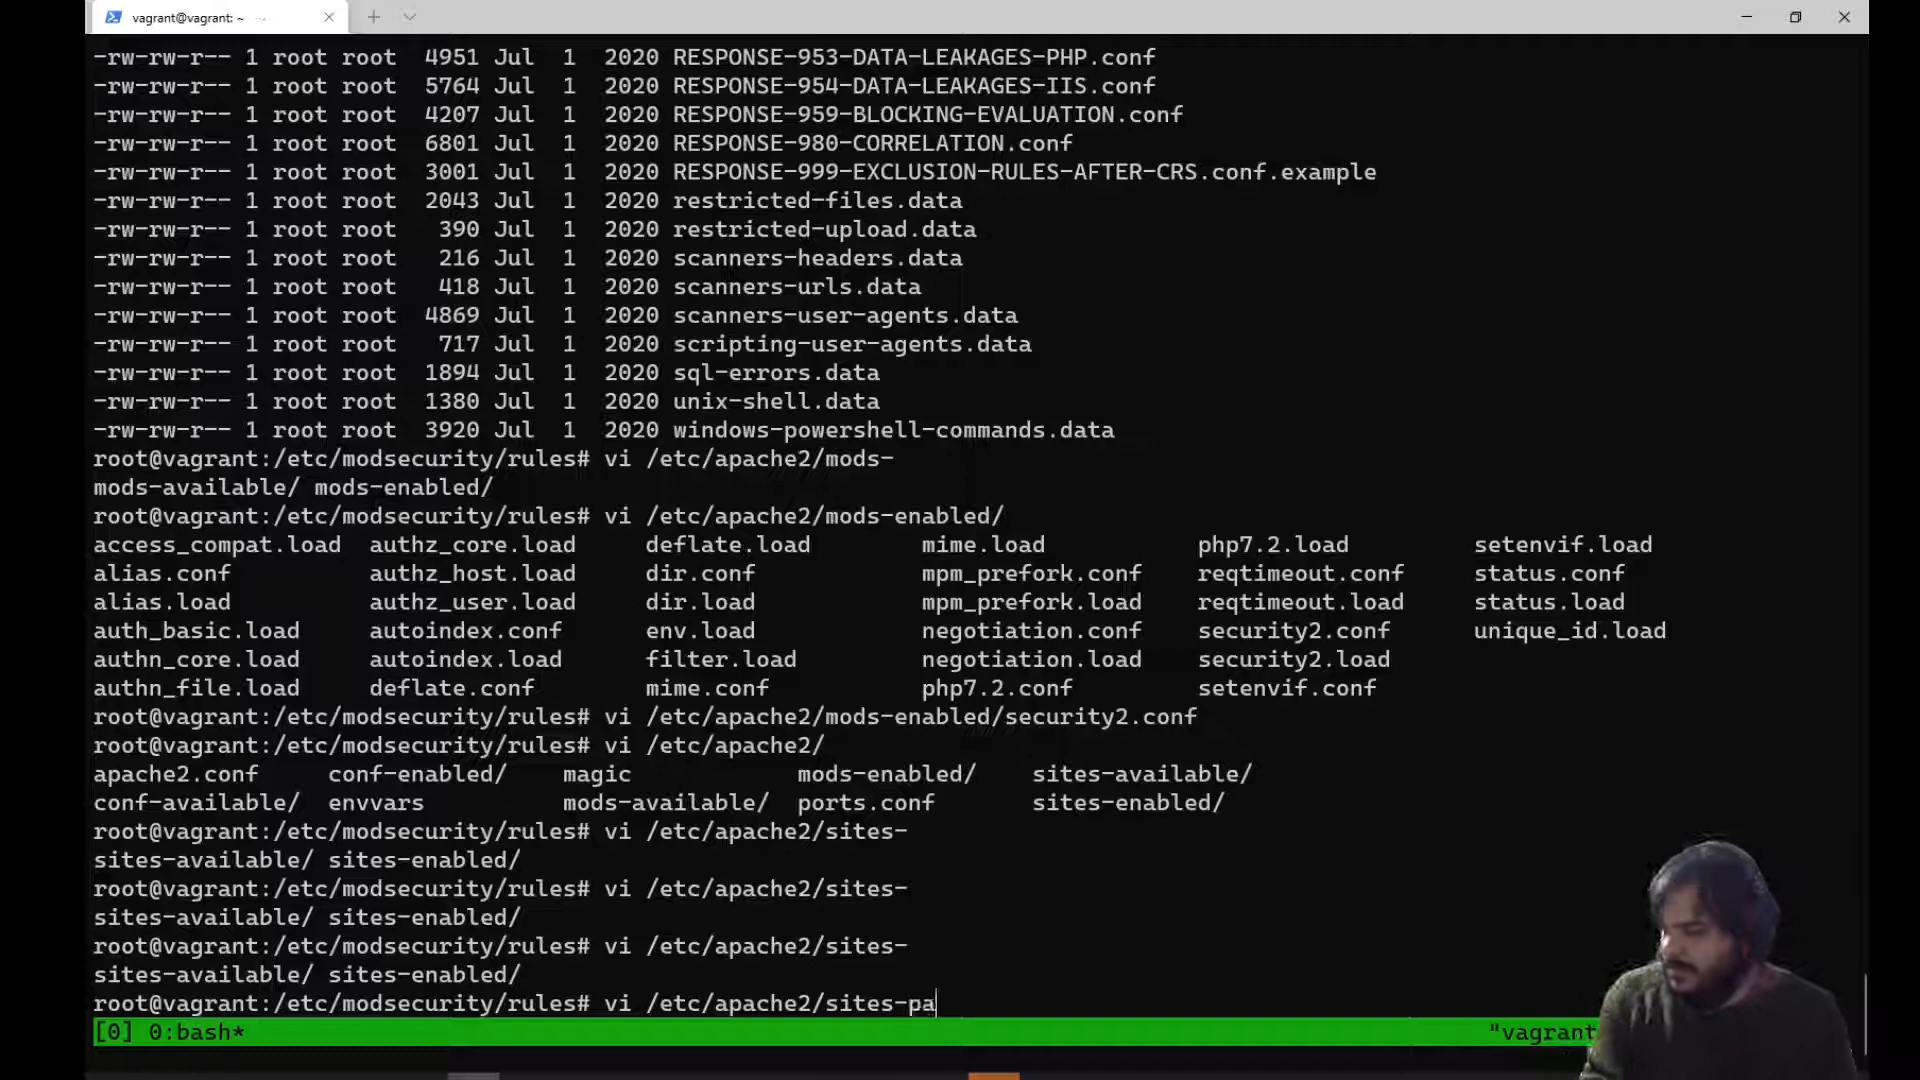 vagrant@vagrant: ~
-rw-rw-r-- 1 root root  4951 Jul  1  2020 RESPONSE-953-DATA-LEAKAGES-PHP.conf
-rw-rw-r-- 1 root root  5764 Jul  1  2020 RESPONSE-954-DATA-LEAKAGES-IIS.conf
-rw-rw-r-- 1 root root  4207 Jul  1  2020 RESPONSE-959-BLOCKING-EVALUATION.conf
-rw-rw-r-- 1 root root  6801 Jul  1  2020 RESPONSE-980-CORRELATION.conf
-rw-rw-r-- 1 root root  3001 Jul  1  2020 RESPONSE-999-EXCLUSION-RULES-AFTER-CRS.conf.example
-rw-rw-r-- 1 root root  2043 Jul  1  2020 restricted-files.data
-rw-rw-r-- 1 root root   390 Jul  1  2020 restricted-upload.data
-rw-rw-r-- 1 root root   216 Jul  1  2020 scanners-headers.data
-rw-rw-r-- 1 root root   418 Jul  1  2020 scanners-urls.data
-rw-rw-r-- 1 root root  4869 Jul  1  2020 scanners-user-agents.data
-rw-rw-r-- 1 root root   717 Jul  1  2020 scripting-user-agents.data
-rw-rw-r-- 1 root root  1894 Jul  1  2020 sql-errors.data
-rw-rw-r-- 1 root root  1380 Jul  1  2020 unix-shell.data
-rw-rw-r-- 1 root root  3920 Jul  1  2020 windows-powershell-commands.data
root@vagrant:/etc/modsecurity/rules# vi /etc/apache2/mods-
mods-available/ mods-enabled/
root@vagrant:/etc/modsecurity/rules# vi /etc/apache2/mods-enabled/
access_compat.load  authz_core.load     deflate.load        mime.load           php7.2.load         setenvif.load
alias.conf          authz_host.load     dir.conf            mpm_prefork.conf    reqtimeout.conf     status.conf
alias.load          authz_user.load     dir.load            mpm_prefork.load    reqtimeout.load     status.load
auth_basic.load     autoindex.conf      env.load            negotiation.conf    security2.conf      unique_id.load
authn_core.load     autoindex.load      filter.load         negotiation.load    security2.load
authn_file.load     deflate.conf        mime.conf           php7.2.conf         setenvif.conf
root@vagrant:/etc/modsecurity/rules# vi /etc/apache2/mods-enabled/security2.conf
root@vagrant:/etc/modsecurity/rules# vi /etc/apache2/
apache2.conf     conf-enabled/    magic            mods-enabled/    sites-available/
conf-available/  envvars          mods-available/  ports.conf       sites-enabled/
root@vagrant:/etc/modsecurity/rules# vi /etc/apache2/sites-
sites-available/ sites-enabled/
root@vagrant:/etc/modsecurity/rules# vi /etc/apache2/sites-
sites-available/ sites-enabled/
root@vagrant:/etc/modsecurity/rules# vi /etc/apache2/sites-
sites-available/ sites-enabled/
root@vagrant:/etc/modsecurity/rules# vi /etc/apache2/sites-pa
[0] 0:bash* "vagrant